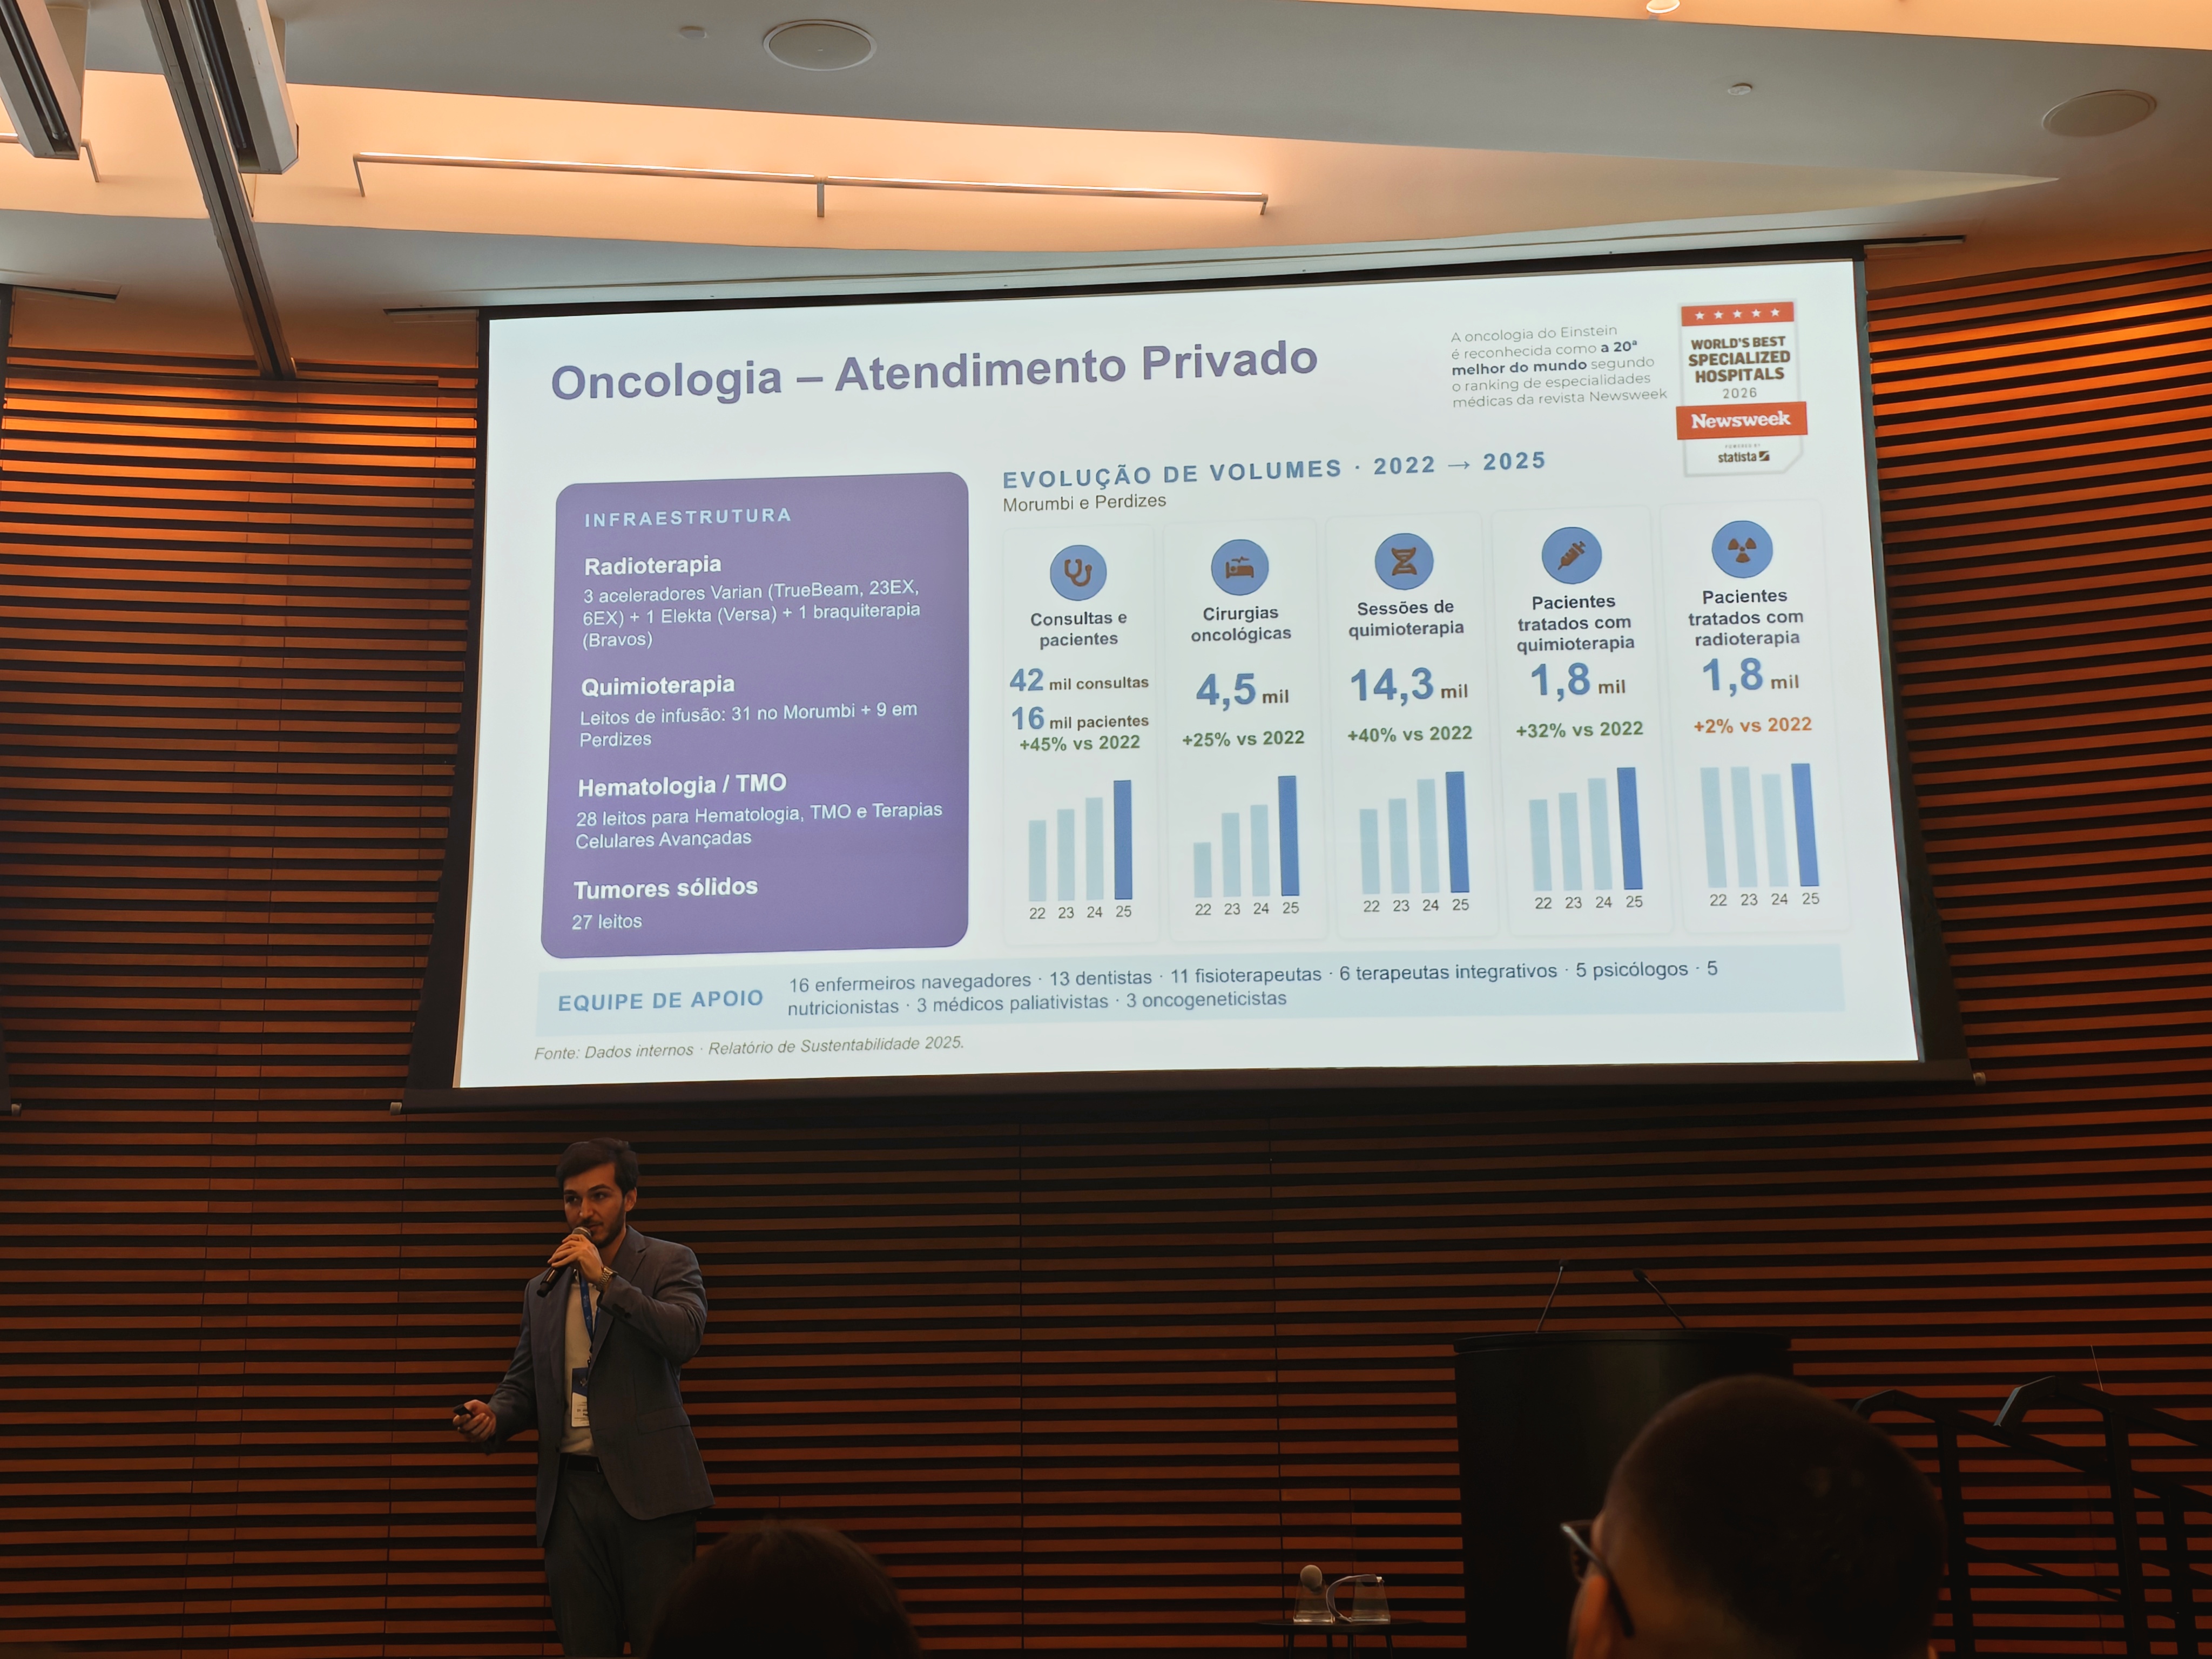 Oncologia – Atendimento Privado
A oncologia do Einstein
é reconhecida como a 20ª
melhor do mundo segundo
o ranking de especialidades
médicas da revista Newsweek
WORLD'S BEST
SPECIALIZED
HOSPITALS
2026
Newsweek
POWERED BY
statista
INFRAESTRUTURA
Radioterapia
3 aceleradores Varian (TrueBeam, 23EX,
6EX) + 1 Elekta (Versa) + 1 braquiterapia
(Bravos)
Quimioterapia
Leitos de infusão: 31 no Morumbi + 9 em
Perdizes
Hematologia / TMO
28 leitos para Hematologia, TMO e Terapias
Celulares Avançadas
Tumores sólidos
27 leitos
EVOLUÇÃO DE VOLUMES · 2022 → 2025
Morumbi e Perdizes
Consultas e
pacientes
42 mil consultas
16 mil pacientes
+45% vs 2022
22 23 24 25
Cirurgias
oncológicas
4,5 mil
+25% vs 2022
22 23 24 25
Sessões de
quimioterapia
14,3 mil
+40% vs 2022
22 23 24 25
Pacientes
tratados com
quimioterapia
1,8 mil
+32% vs 2022
22 23 24 25
Pacientes
tratados com
radioterapia
1,8 mil
+2% vs 2022
22 23 24 25
EQUIPE DE APOIO
16 enfermeiros navegadores · 13 dentistas · 11 fisioterapeutas · 6 terapeutas integrativos · 5 psicólogos · 5
nutricionistas · 3 médicos paliativistas · 3 oncogeneticistas
Fonte: Dados internos · Relatório de Sustentabilidade 2025.